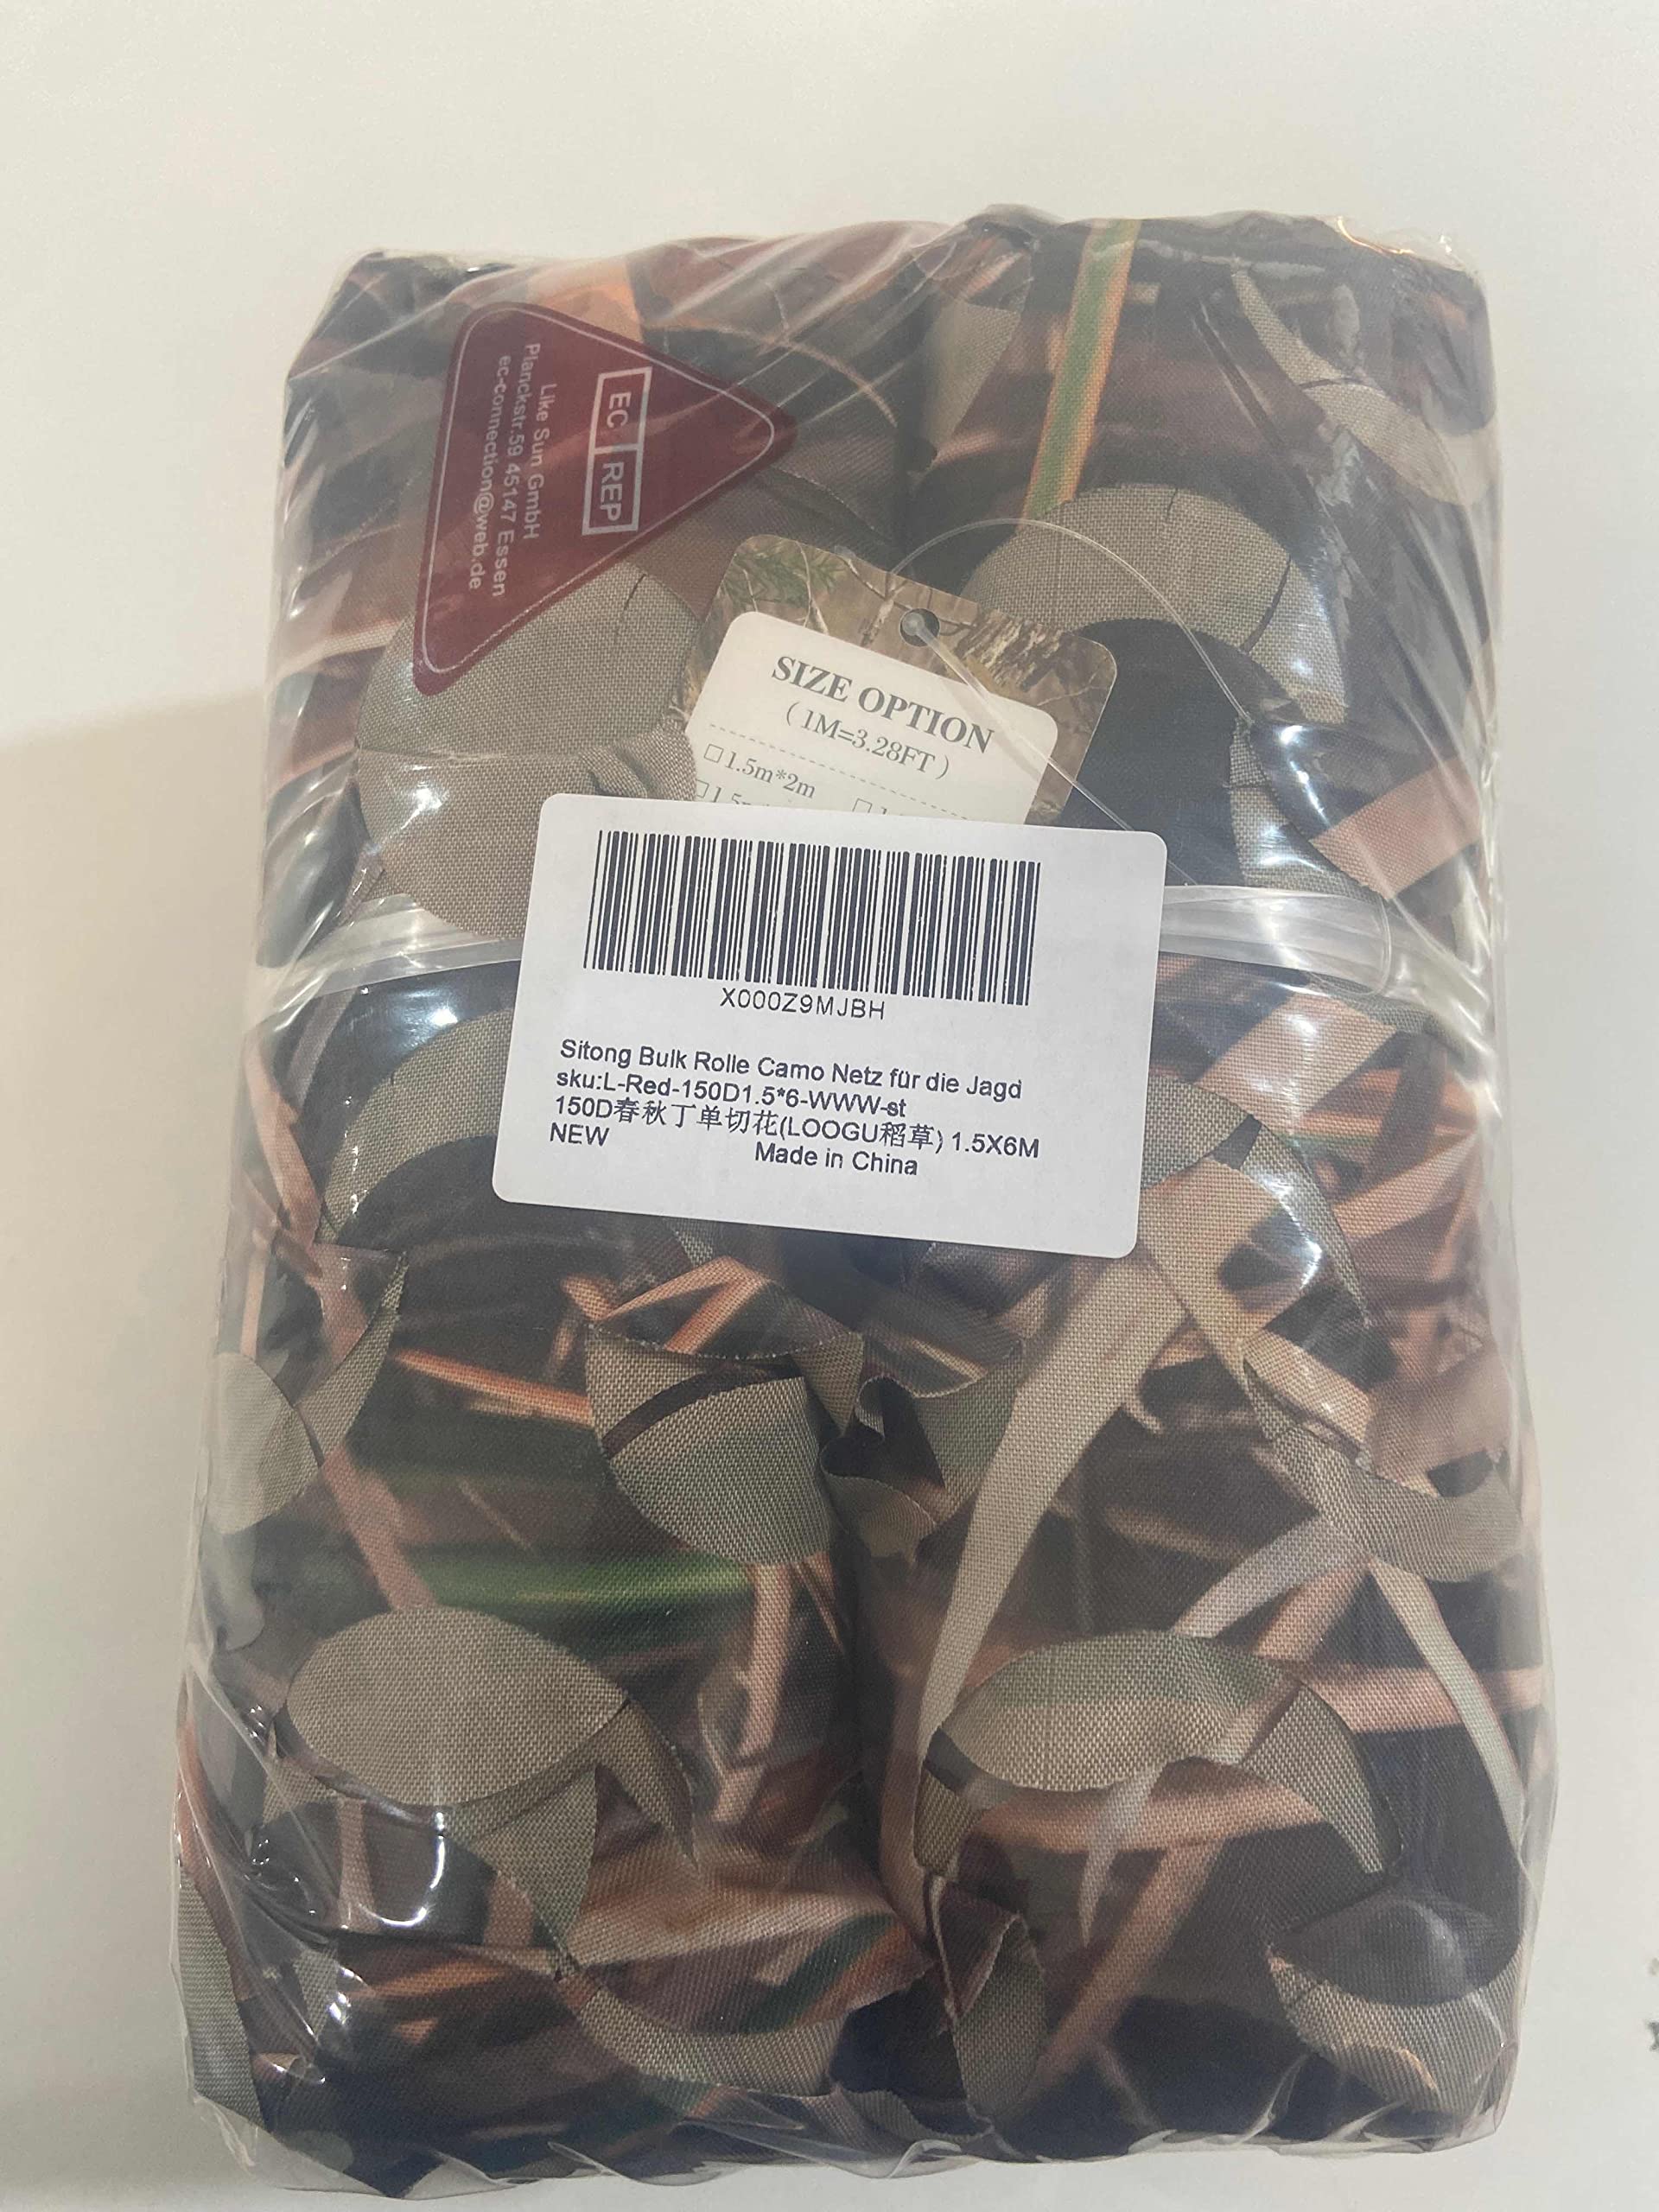 EC REP
Like Sun GmbH
Planckstr.59 45147 Essen
ec-connection@web.de
SIZE OPTION
(1M=3.28FT)
□1.5m*2m
X000Z9MJBH
Sitong Bulk Rolle Camo Netz für die Jagd
sku:L-Red-150D1.5*6-WWW-st
150D春秋丁单切花(LOOGU稻草) 1.5X6M
NEW
Made in China